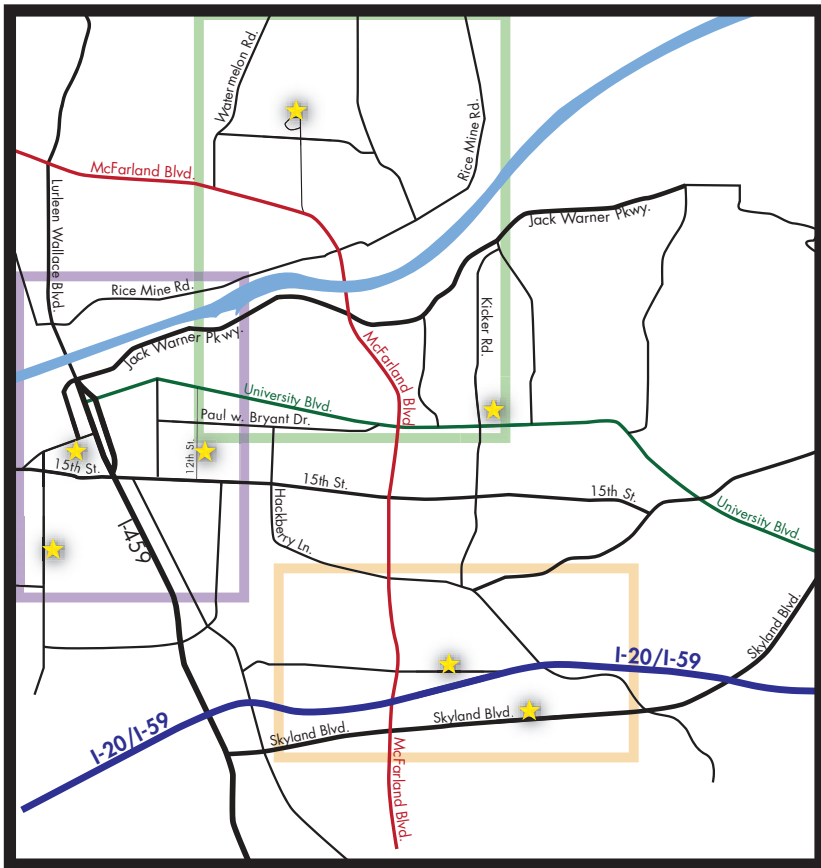 Watermelon Rd.
Rice Mine Rd.
McFarland Blvd.
Lurleen Wallace Blvd.
Jack Warner Pkwy.
Rice Mine Rd.
Jack Warner Pkwy.
Kicker Rd.
McFarland Blvd
University Blvd.
Paul w. Bryant Dr.
12th St.
15th St.
15th St.
15th St.
Hackberry Ln.
University Blvd.
I-459
Skyland Blvd.
I-20/I-59
I-20/I-59
Skyland Blvd.
Skyland Blvd.
McFarland Blvd.